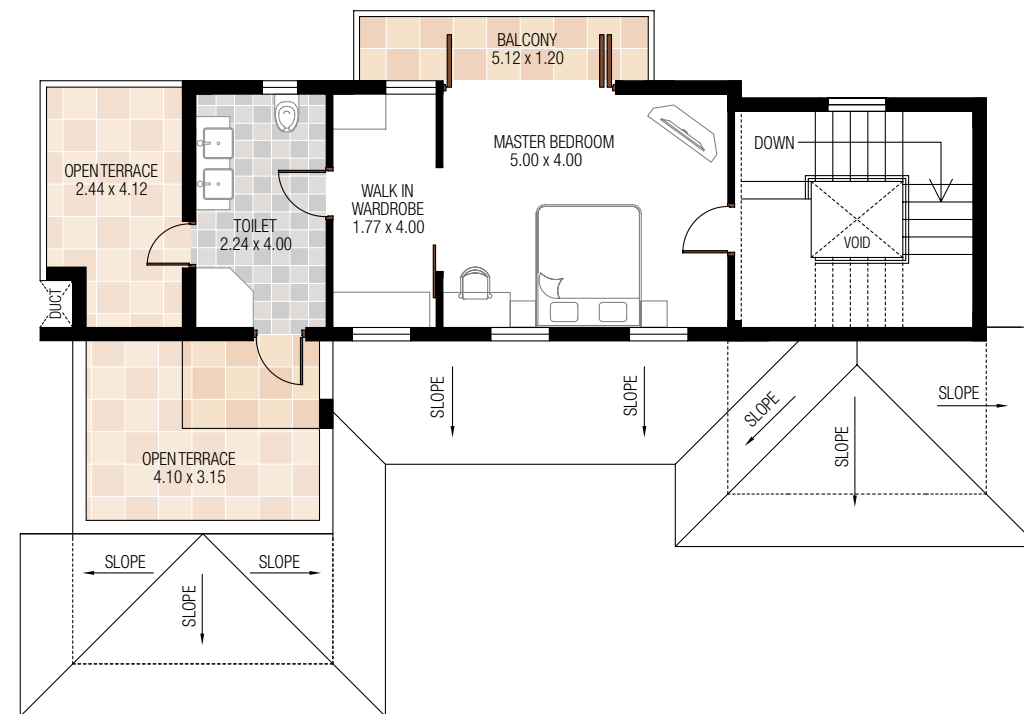 BALCONY
5.12 x 1.20
MASTER BEDROOM
5.00 x 4.00
DOWN
OPEN TERRACE
2.44 x 4.12
WALK IN
WARDROBE
1.77 x 4.00
TOILET
2.24 x 4.00
VOID
DUCT
SLOPE
SLOPE
SLOPE
SLOPE
SLOPE
OPEN TERRACE
4.10 x 3.15
SLOPE
SLOPE
SLOPE